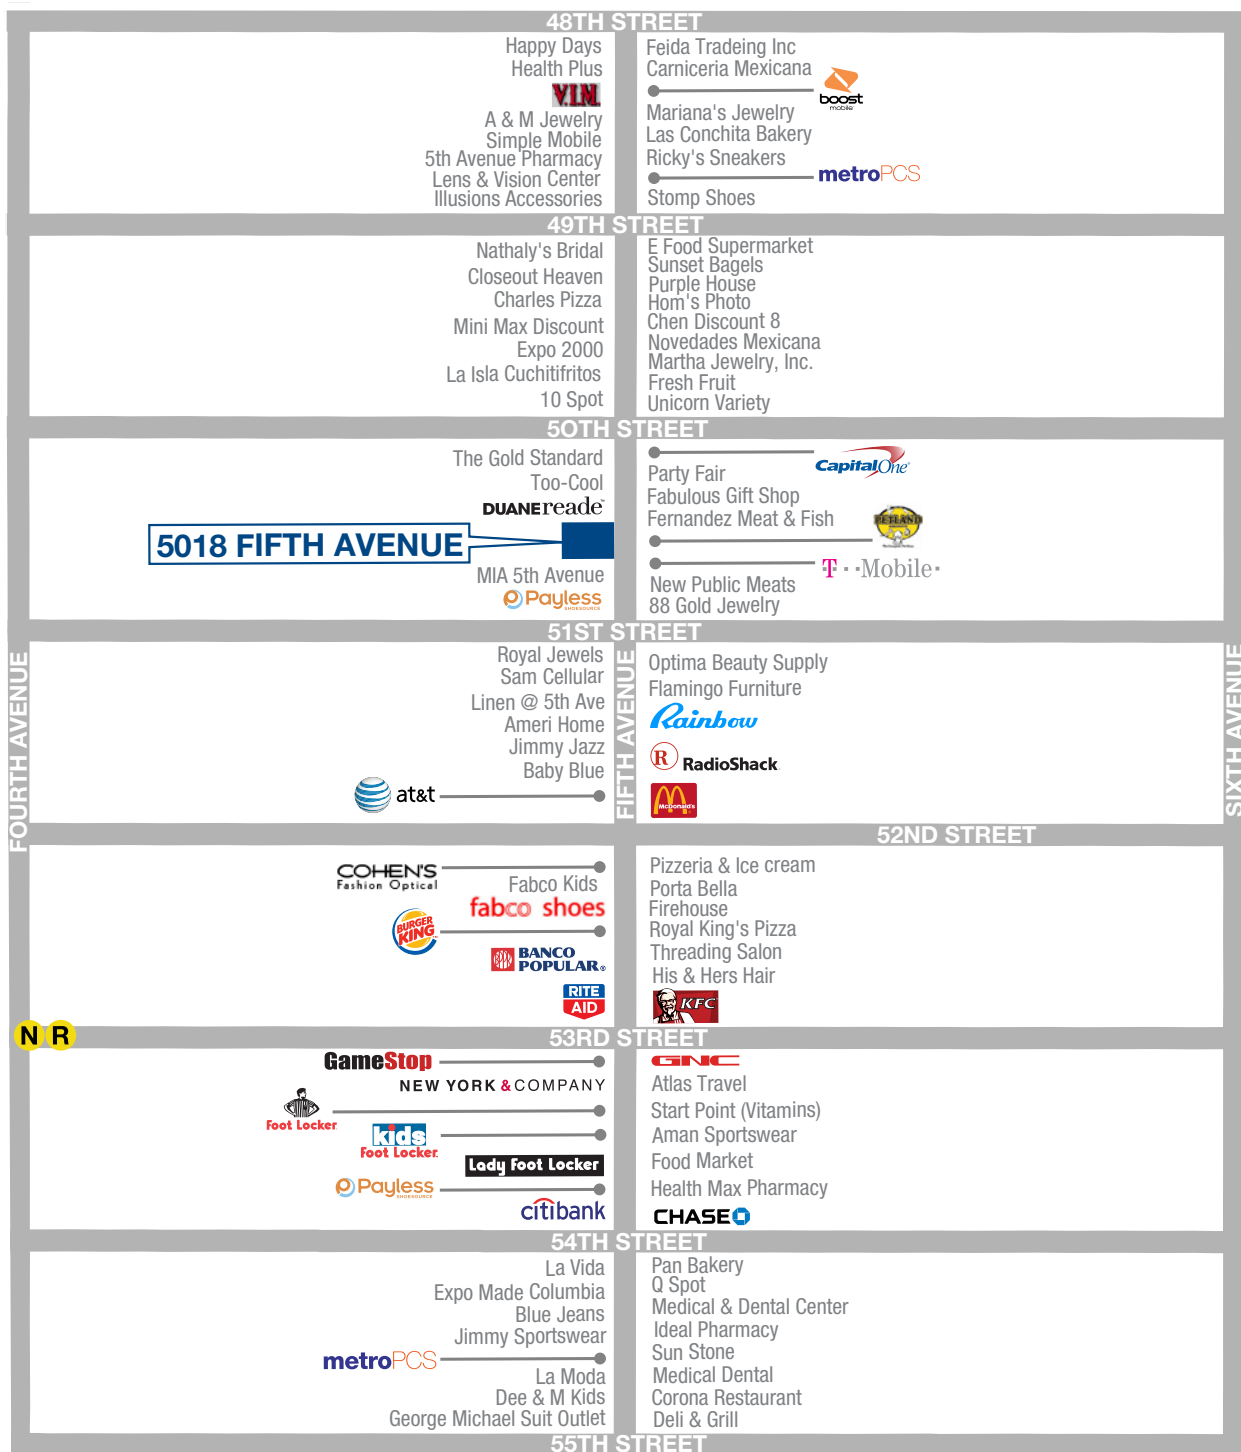 48TH STREET
Happy Days
Health Plus
V.I.M.
A & M Jewelry
Simple Mobile
5th Avenue Pharmacy
Lens & Vision Center
Illusions Accessories
Feida Tradeing Inc
Carniceria Mexicana
boost
mobile
Mariana's Jewelry
Las Conchita Bakery
Ricky's Sneakers
metroPCS
Stomp Shoes
49TH STREET
Nathaly's Bridal
Closeout Heaven
Charles Pizza
Mini Max Discount
Expo 2000
La Isla Cuchitifritos
10 Spot
E Food Supermarket
Sunset Bagels
Purple House
Hom's Photo
Chen Discount 8
Novedades Mexicana
Martha Jewelry, Inc.
Fresh Fruit
Unicorn Variety
5OTH STREET
The Gold Standard
Too-Cool
DUANEreade
5018 FIFTH AVENUE
MIA 5th Avenue
Payless
SHOESOURCE
CapitalOne
Party Fair
Fabulous Gift Shop
Fernandez Meat & Fish
PETLAND
T··Mobile·
New Public Meats
88 Gold Jewelry
51ST STREET
FOURTH AVENUE
Royal Jewels
Sam Cellular
Linen @ 5th Ave
Ameri Home
Jimmy Jazz
Baby Blue
at&t
FIFTH AVENUE
Optima Beauty Supply
Flamingo Furniture
Rainbow
R RadioShack
McDonald's
SIXTH AVENUE
52ND STREET
COHEN'S
Fashion Optical
Fabco Kids
fabco shoes
BURGER
KING
BANCO
POPULAR®
RITE
AID
Pizzeria & Ice cream
Porta Bella
Firehouse
Royal King's Pizza
Threading Salon
His & Hers Hair
KFC
N R
53RD STREET
GameStop
NEW YORK &COMPANY
Foot Locker
kids
Foot Locker.
Lady Foot Locker
Payless
SHOESOURCE
citibank
GNC
Atlas Travel
Start Point (Vitamins)
Aman Sportswear
Food Market
Health Max Pharmacy
CHASE
54TH STREET
La Vida
Expo Made Columbia
Blue Jeans
Jimmy Sportswear
metroPCS
La Moda
Dee & M Kids
George Michael Suit Outlet
Pan Bakery
Q Spot
Medical & Dental Center
Ideal Pharmacy
Sun Stone
Medical Dental
Corona Restaurant
Deli & Grill
55TH STREET